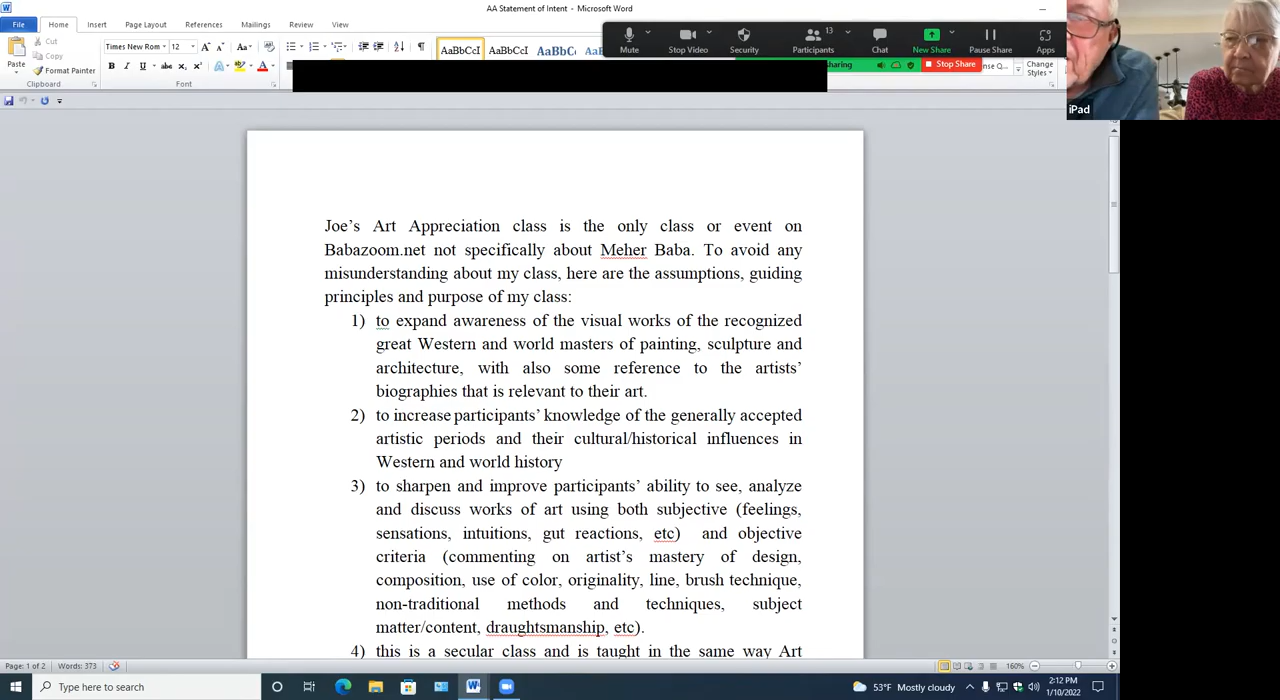 AA Statement of Intent - Microsoft Word
File Home Insert Page Layout References Mailings Review View
Mute Stop Video Security Participants 13 Chat New Share Pause Share Apps
Paste Cut Times New Rom 12 AaBbCcI AaBbCcI AaBbC
Copy
Format Painter Stop Share Change
Clipboard Font Styles
iPad
Joe’s Art Appreciation class is the only class or event on
Babazoom.net not specifically about Meher Baba. To avoid any
misunderstanding about my class, here are the assumptions, guiding
principles and purpose of my class:
1) to expand awareness of the visual works of the recognized
great Western and world masters of painting, sculpture and
architecture, with also some reference to the artists’
biographies that is relevant to their art.
2) to increase participants’ knowledge of the generally accepted
artistic periods and their cultural/historical influences in
Western and world history
3) to sharpen and improve participants’ ability to see, analyze
and discuss works of art using both subjective (feelings,
sensations, intuitions, gut reactions, etc) and objective
criteria (commenting on artist’s mastery of design,
composition, use of color, originality, line, brush technique,
non-traditional methods and techniques, subject
matter/content, draughtsmanship, etc).
4) this is a secular class and is taught in the same way Art
Page: 1 of 2 Words: 373 160%
Type here to search 53°F Mostly cloudy 2:12 PM
1/10/2022